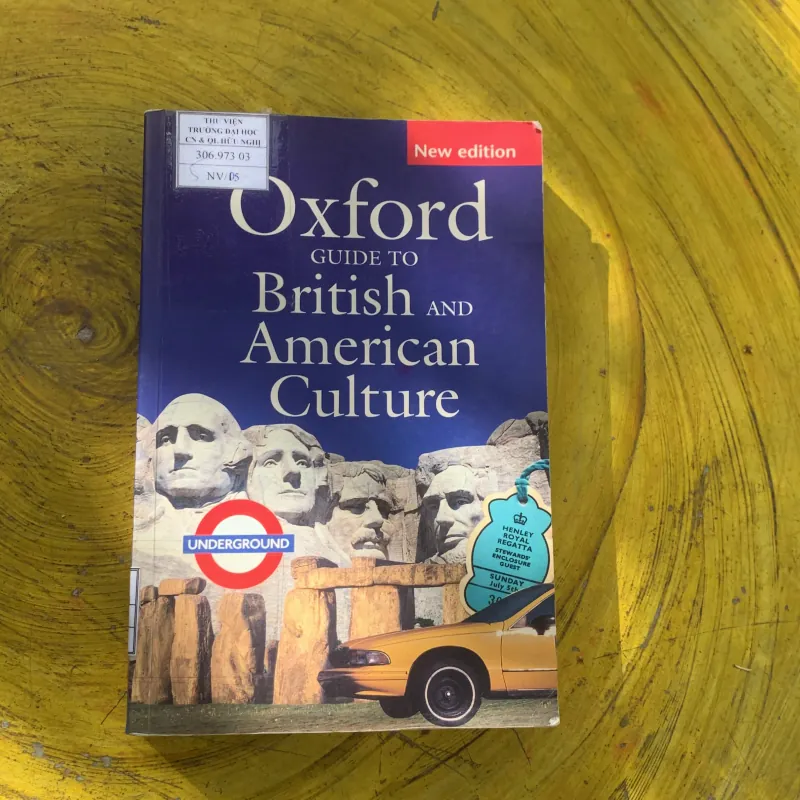 THƯ VIỆN
TRƯỜNG ĐẠI HỌC
CN & QL HỮU NGHỊ
306.973 03
NV/05
New edition
Oxford
GUIDE TO
British AND
American
Culture
UNDERGROUND
HENLEY
ROYAL
REGATTA
STEWARDS'
ENCLOSURE
GUEST
SUNDAY
July 5th